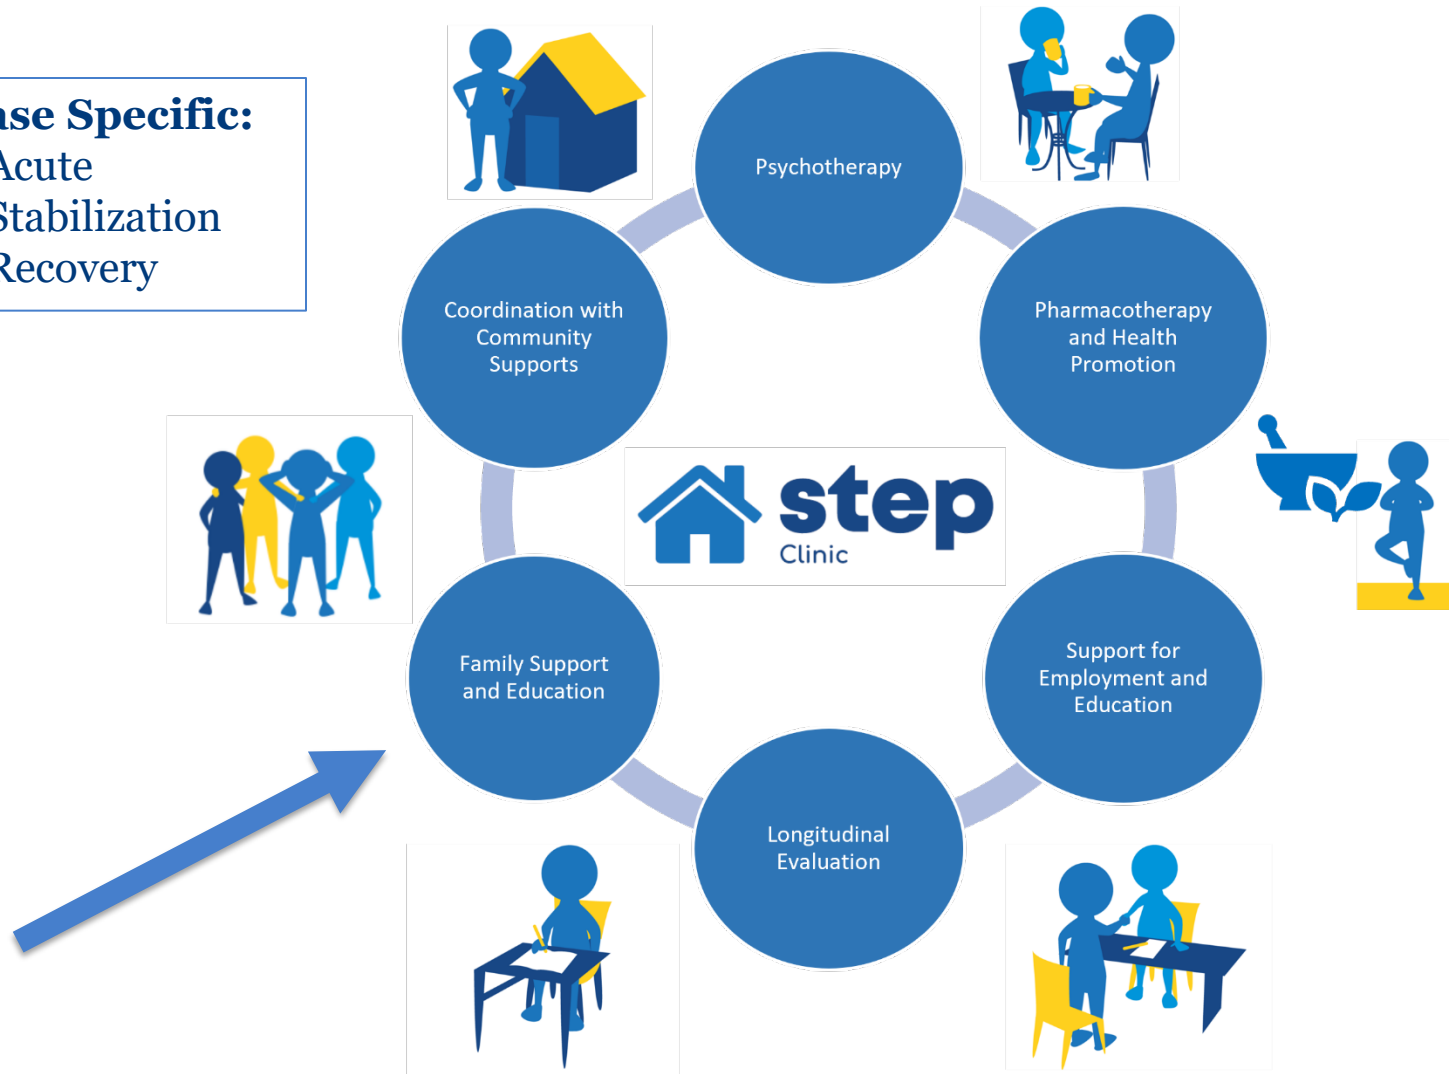 ase Specific:
Acute
Stabilization
Recovery
Psychotherapy
Pharmacotherapy
and Health
Promotion
Support for
Employment and
Education
Longitudinal
Evaluation
Family Support
and Education
Coordination with
Community
Supports
step
Clinic